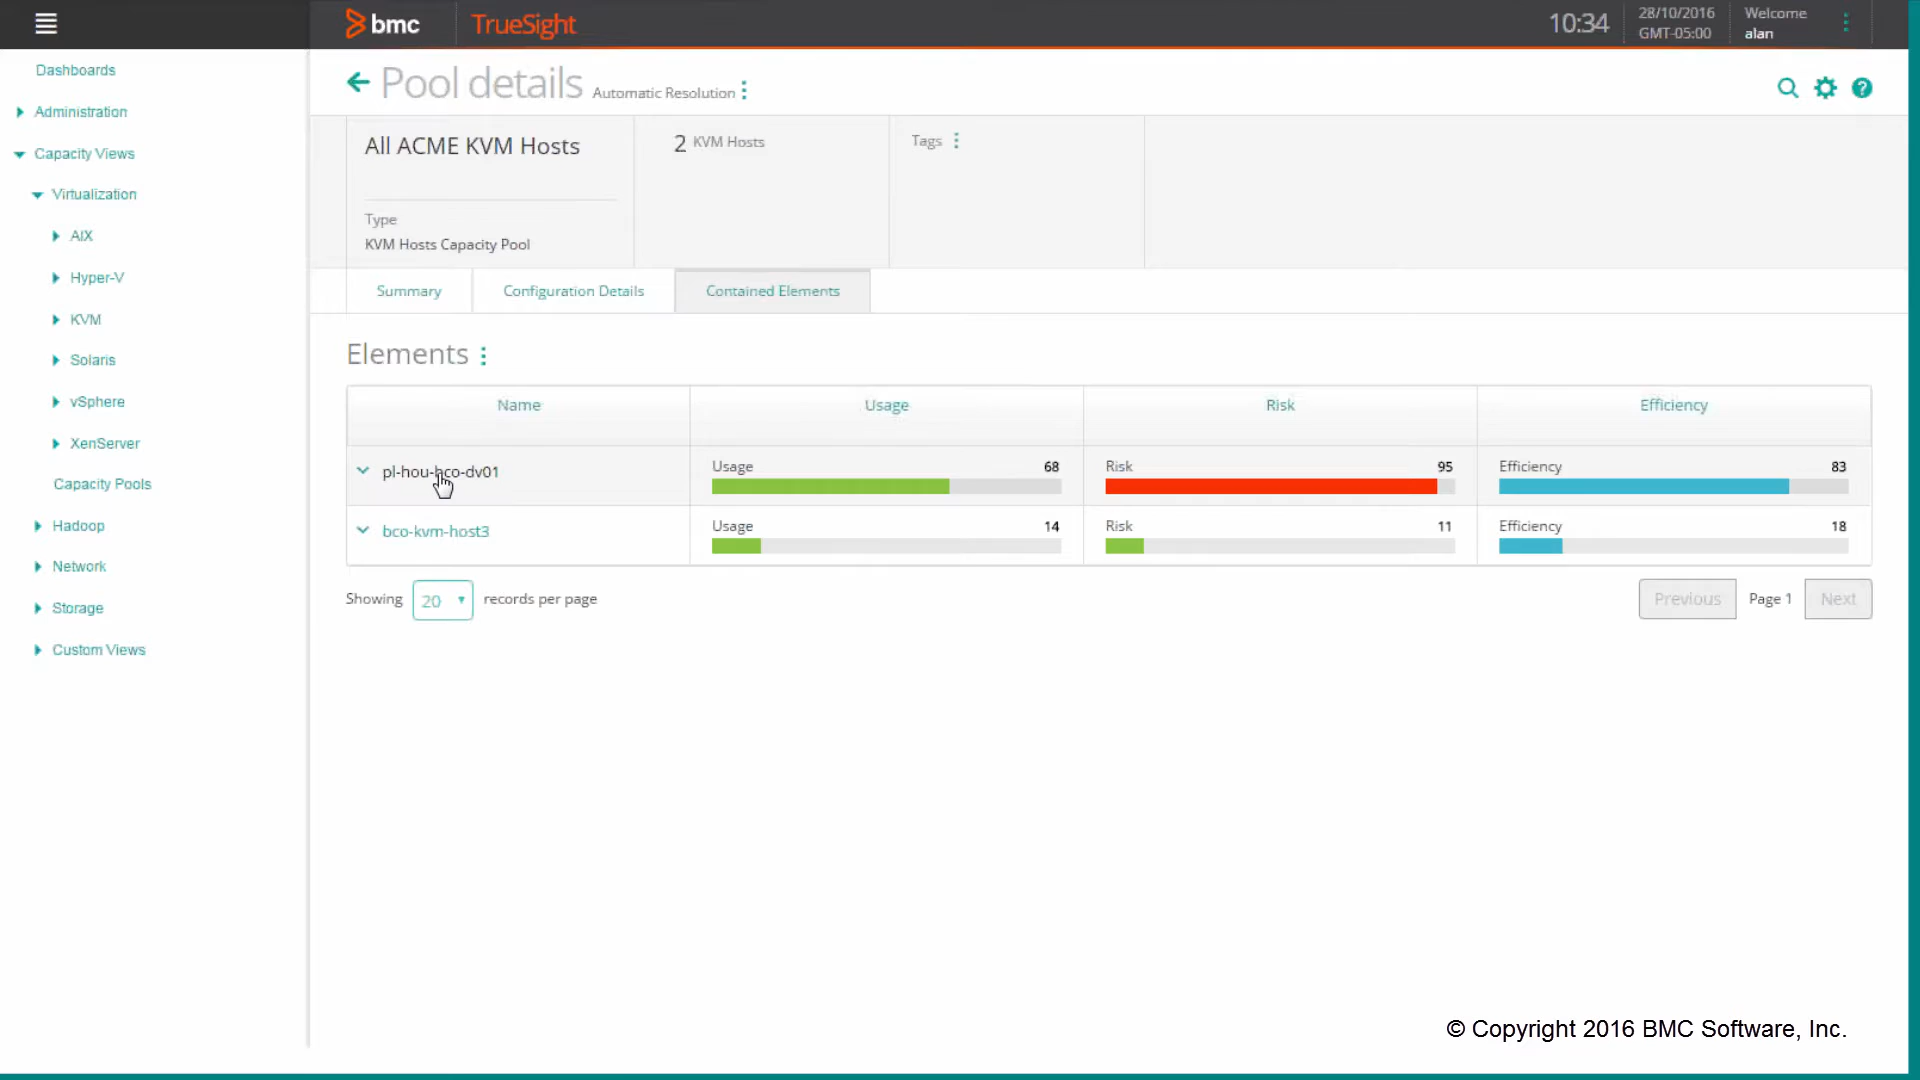 bmc TrueSight 10:34 28/10/2016 Welcome
GMT-05:00 alan
Dashboards
Administration
Capacity Views
Virtualization
AIX
Hyper-V
KVM
Solaris
vSphere
XenServer
Capacity Pools
Hadoop
Network
Storage
Custom Views
Pool details Automatic Resolution
All ACME KVM Hosts
2 KVM Hosts
Tags
Type
KVM Hosts Capacity Pool
Summary Configuration Details Contained Elements
Elements
Name Usage Risk Efficiency
pl-hou-bco-dv01 Usage 68 Risk 95 Efficiency 83
bco-kvm-host3 Usage 14 Risk 11 Efficiency 18
Showing 20 records per page Previous Page 1 Next
© Copyright 2016 BMC Software, Inc.